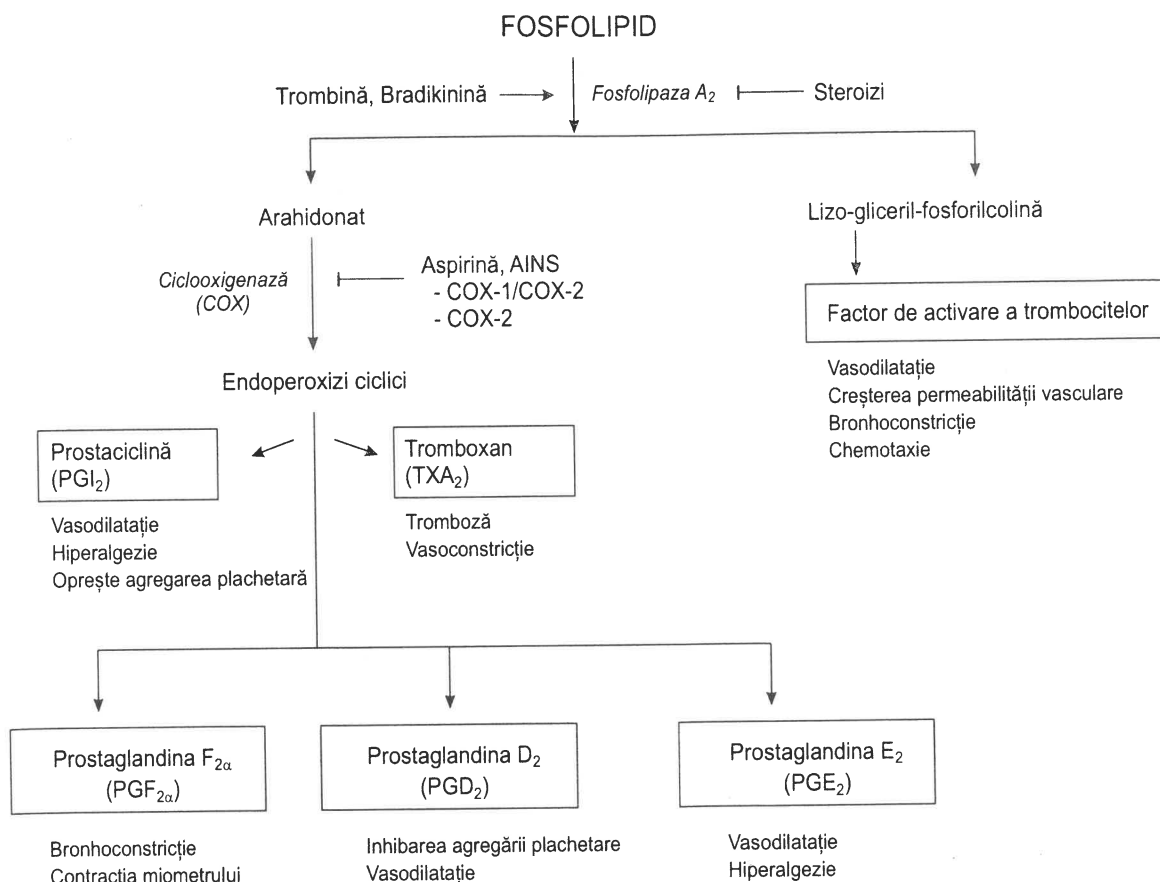 FOSFOLIPID
Trombină, Bradikinină
Fosfolipaza A2
Steroizi
Arahidonat
Lizo-gliceril-fosforilcolină
Ciclooxigenază
(COX)
Aspirină, AINS
- COX-1/COX-2
- COX-2
Factor de activare a trombocitelor
Vasodilatație
Creșterea permeabilității vasculare
Bronhoconstricție
Chemotaxie
Endoperoxizi ciclici
Prostaciclină
(PGI2)
Vasodilatație
Hiperalgezie
Oprește agregarea plachetară
Tromboxan
(TXA2)
Tromboză
Vasoconstricție
Prostaglandina F2α
(PGF2α)
Bronhoconstricție
Contracția miometrului
Prostaglandina D2
(PGD2)
Inhibarea agregării plachetare
Vasodilatație
Prostaglandina E2
(PGE2)
Vasodilatație
Hiperalgezie